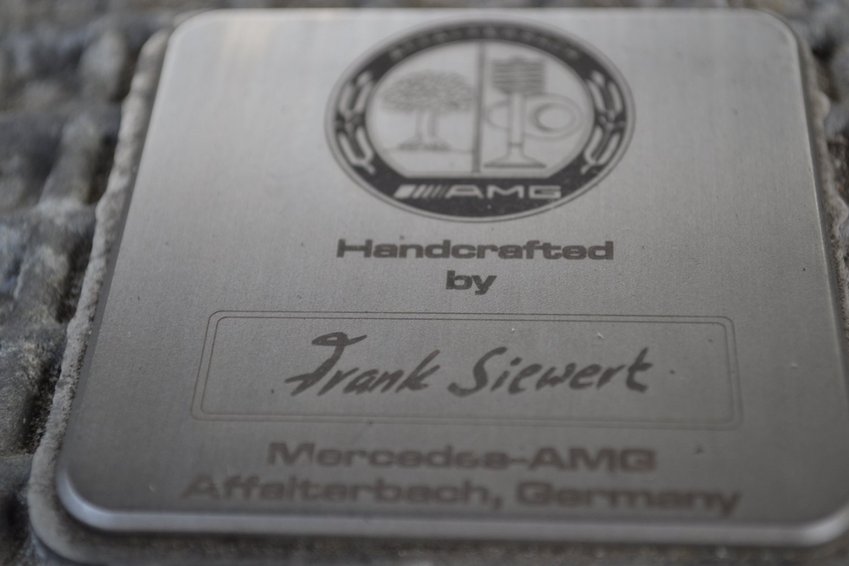 AMG
Handcrafted
by
Frank Siewert
Mercedes-AMG
Affalterbach, Germany